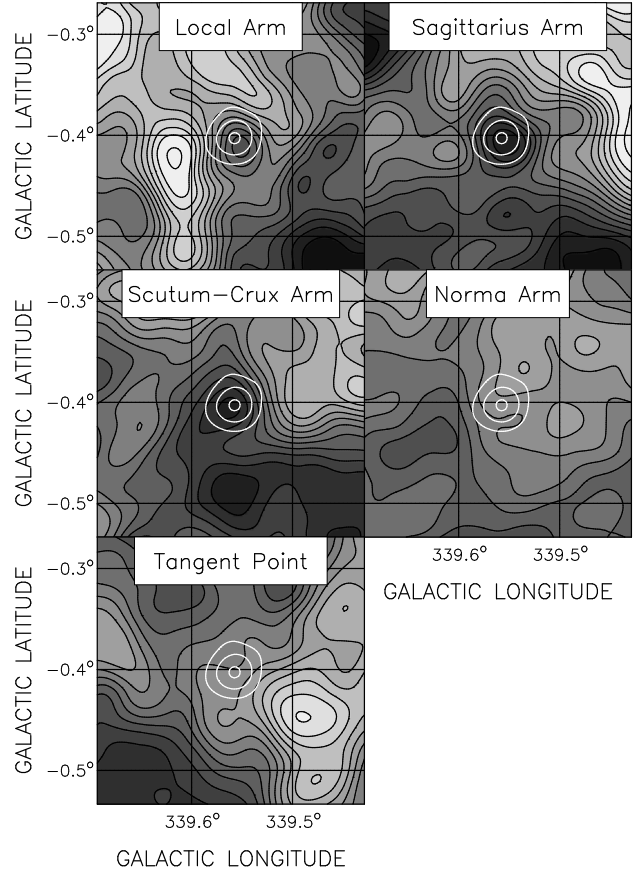 Local Arm
Sagittarius Arm
−0.3°
−0.4°
−0.5°
GALACTIC LATITUDE
Scutum−Crux Arm
Norma Arm
−0.3°
−0.4°
−0.5°
GALACTIC LATITUDE
339.6°
339.5°
GALACTIC LONGITUDE
Tangent Point
−0.3°
−0.4°
−0.5°
GALACTIC LATITUDE
339.6°
339.5°
GALACTIC LONGITUDE